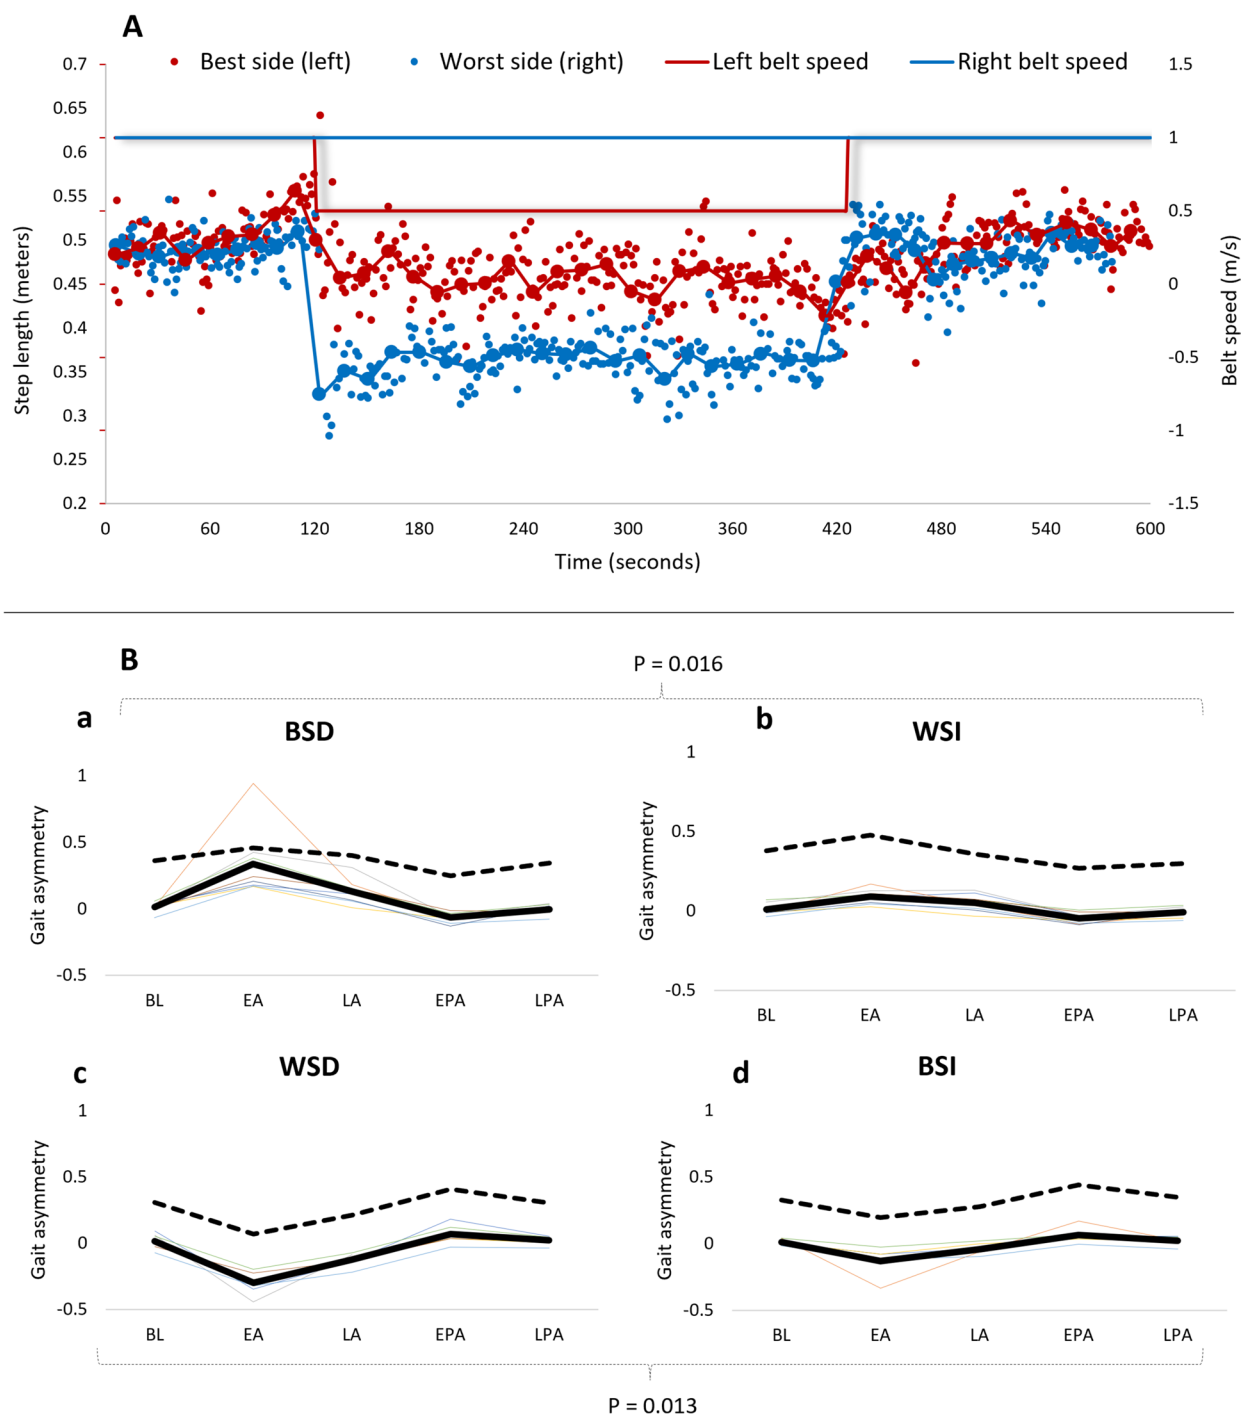 A
Best side (left) Worst side (right) Left belt speed Right belt speed
0.7 1.5
0.65
0.6 1
0.55
0.5 0.5
0.45 0
0.4
0.35 -0.5
0.3 -1
0.25
0.2 -1.5
Step length (meters)
Belt speed (m/s)
0 60 120 180 240 300 360 420 480 540 600
Time (seconds)
B
P = 0.016
a
BSD
1
0.5
0
-0.5
Gait asymmetry
BL EA LA EPA LPA
b
WSI
1
0.5
0
-0.5
Gait asymmetry
BL EA LA EPA LPA
c
WSD
1
0.5
0
-0.5
Gait asymmetry
BL EA LA EPA LPA
d
BSI
1
0.5
0
-0.5
Gait asymmetry
BL EA LA EPA LPA
P = 0.013